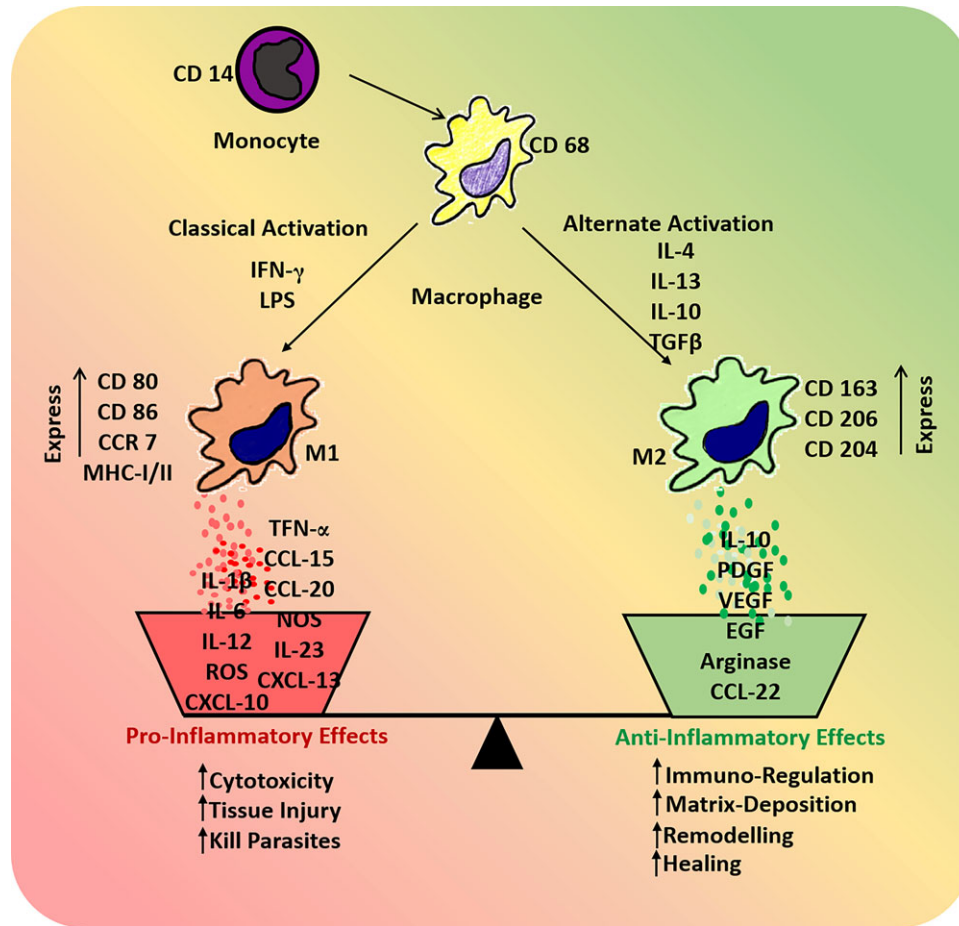 CD 14
Monocyte
CD 68
Classical Activation
IFN-γ
LPS
Macrophage
Alternate Activation
IL-4
IL-13
IL-10
TGFβ
Express
CD 80
CD 86
CCR 7
MHC-I/II
M1
M2
CD 163
CD 206
CD 204
Express
TFN-α
CCL-15
CCL-20
NOS
IL-23
CXCL-13
IL-1β
IL-6
IL-12
ROS
CXCL-10
IL-10
PDGF
VEGF
EGF
Arginase
CCL-22
Pro-Inflammatory Effects
Cytotoxicity
Tissue Injury
Kill Parasites
Anti-Inflammatory Effects
Immuno-Regulation
Matrix-Deposition
Remodelling
Healing